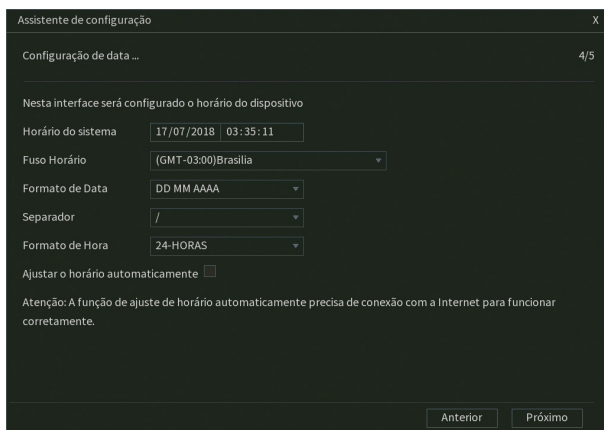 Assistente de configuração X
Configuração de data ... 4/5
Nesta interface será configurado o horário do dispositivo
Horário do sistema 17/07/2018 03:35:11
Fuso Horário (GMT-03:00)Brasilia
Formato de Data DD MM AAAA
Separador /
Formato de Hora 24-HORAS
Ajustar o horário automaticamente
Atenção: A função de ajuste de horário automaticamente precisa de conexão com a Internet para funcionar
corretamente.
Anterior Próximo